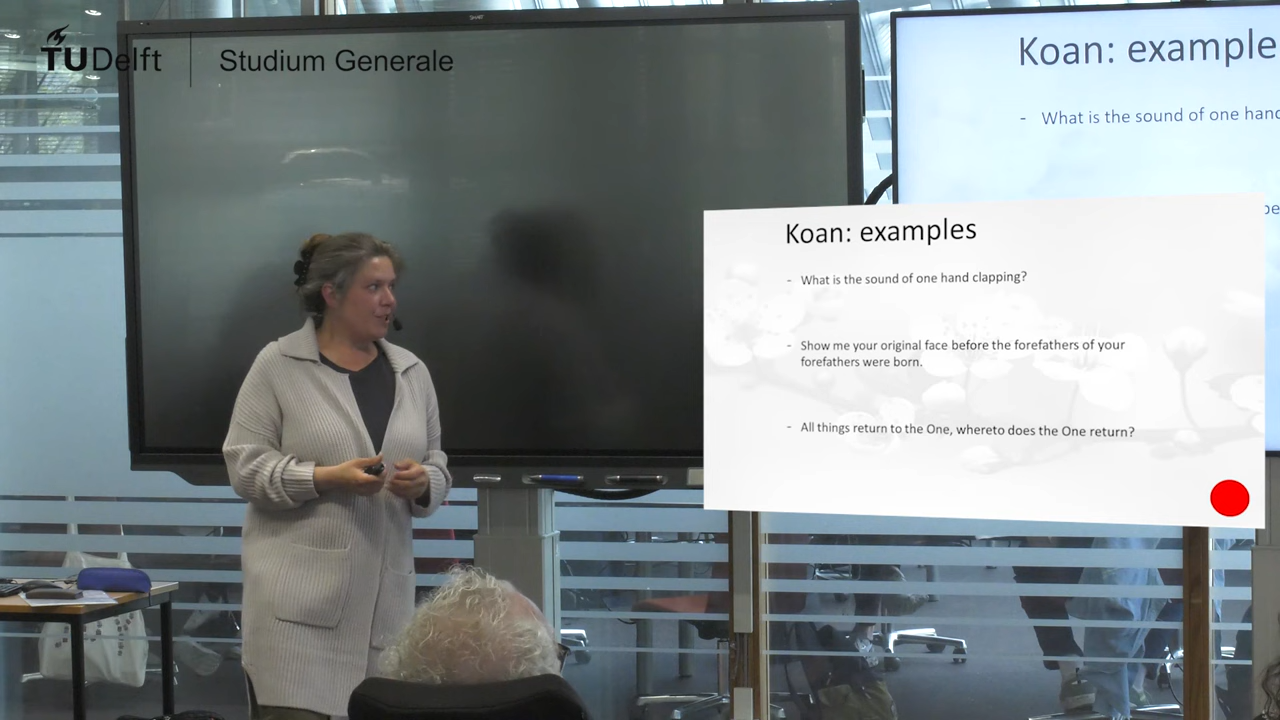 TUDelft
Studium Generale
Koan: example
- What is the sound of one hand
Koan: examples
- What is the sound of one hand clapping?
- Show me your original face before the forefathers of your
forefathers were born.
- All things return to the One, whereto does the One return?